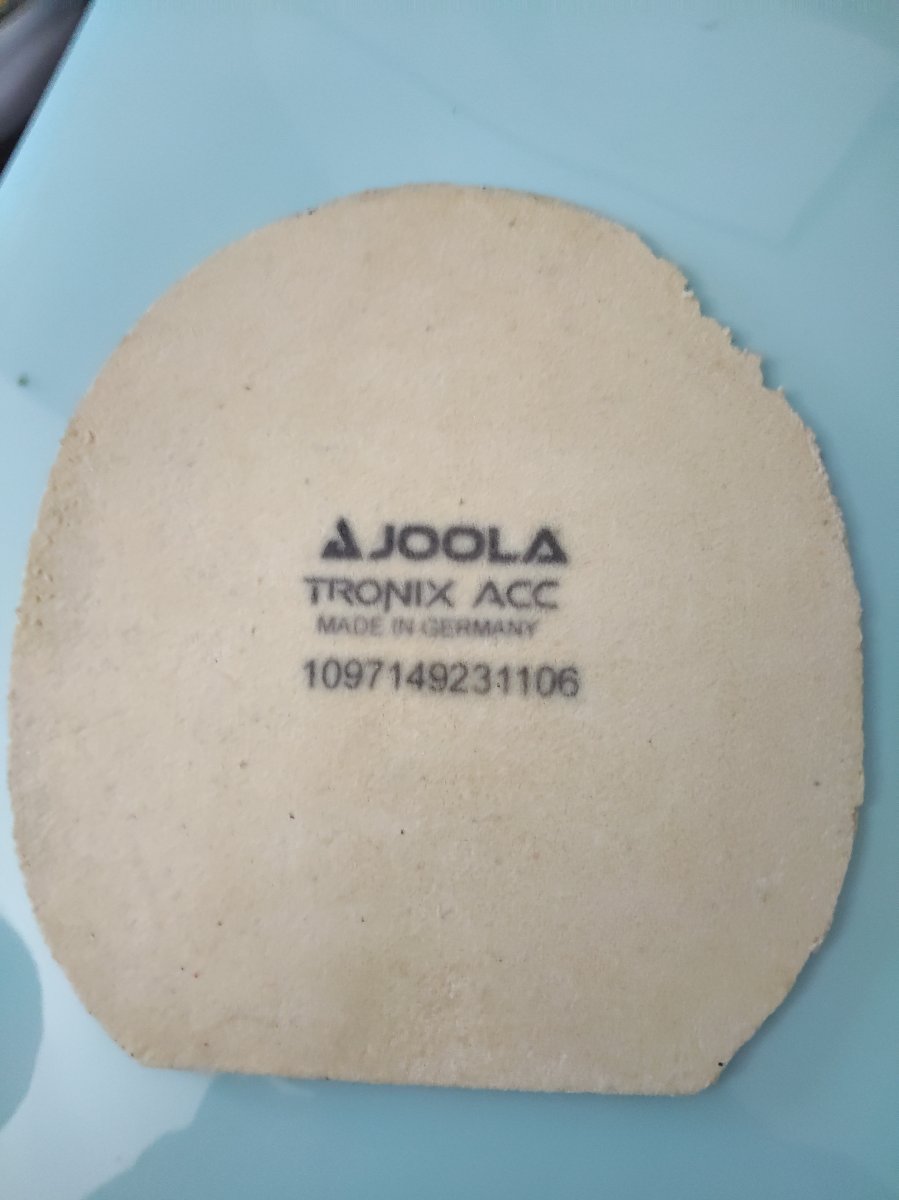 JOOLA
TRONIX ACC
MADE IN GERMANY
1097149231106